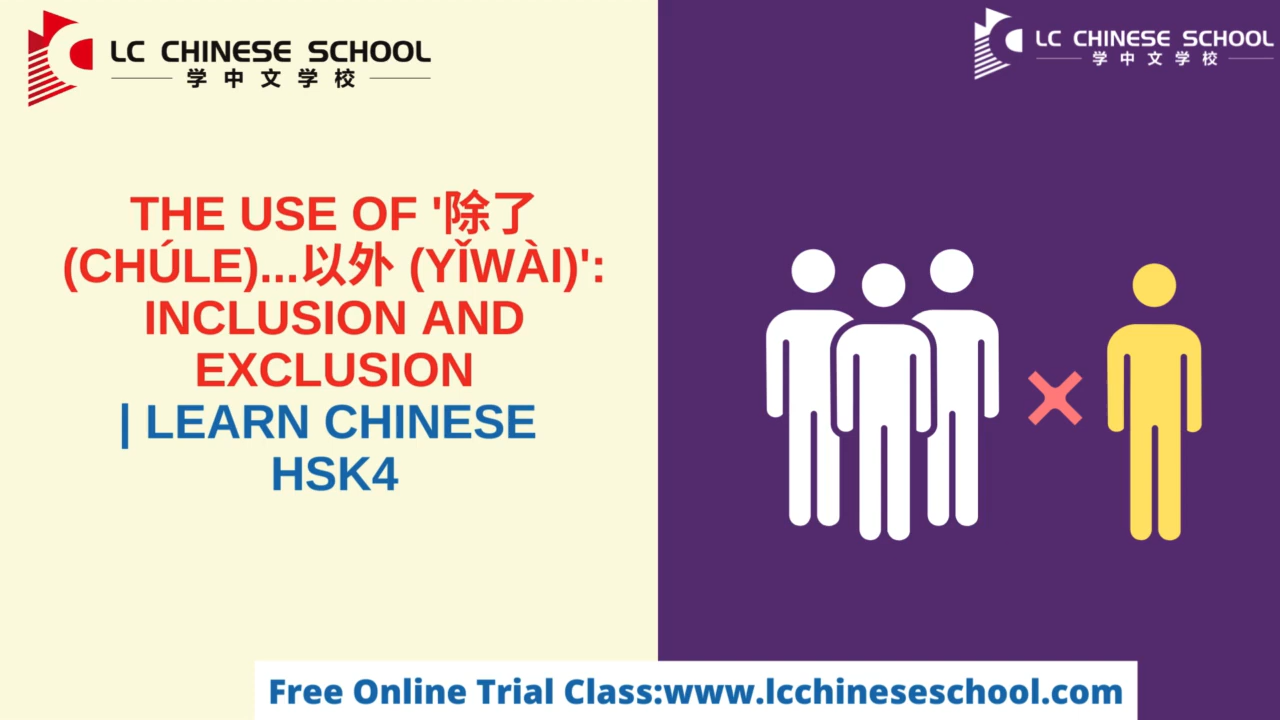 LC CHINESE SCHOOL
学中文学校
LC CHINESE SCHOOL
学中文学校
THE USE OF '除了
(CHÚLE)...以外 (YǏWÀI)':
INCLUSION AND
EXCLUSION
| LEARN CHINESE
HSK4
Free Online Trial Class:www.lcchineseschool.com